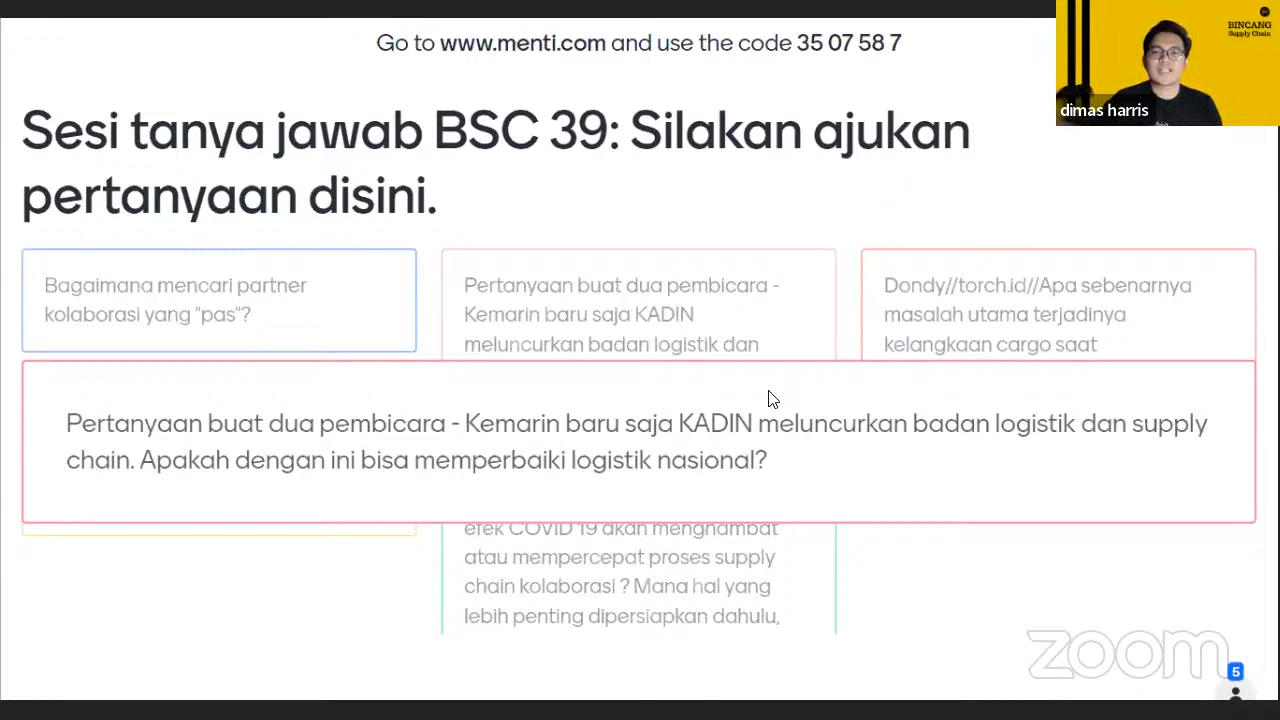 Go to www.menti.com and use the code 35 07 58 7
BINCANG
Supply Chain
dimas harris
Sesi tanya jawab BSC 39: Silakan ajukan
pertanyaan disini.
Bagaimana mencari partner
kolaborasi yang "pas"?
Pertanyaan buat dua pembicara -
Kemarin baru saja KADIN
meluncurkan badan logistik dan
Dondy//torch.id//Apa sebenarnya
masalah utama terjadinya
kelangkaan cargo saat
Pertanyaan buat dua pembicara - Kemarin baru saja KADIN meluncurkan badan logistik dan supply
chain. Apakah dengan ini bisa memperbaiki logistik nasional?
efek COVID 19 akan menghambat
atau mempercepat proses supply
chain kolaborasi ? Mana hal yang
lebih penting dipersiapkan dahulu,
zoom
5